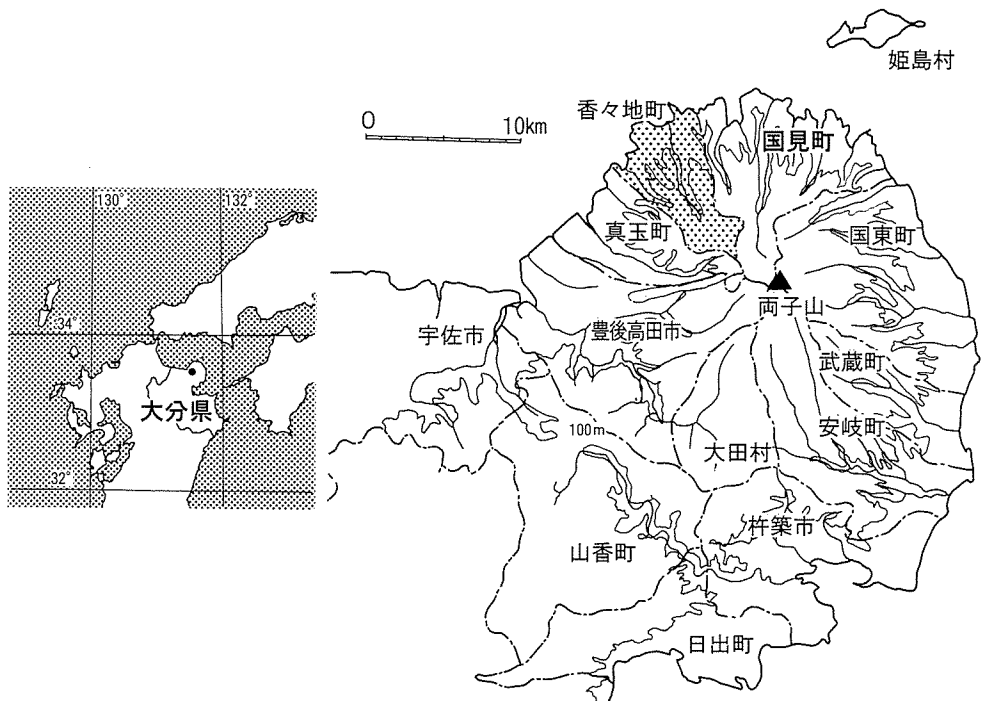 姫島村
香々地町
0
10km
国見町
130°
132°
真玉町
国東町
両子山
34°
宇佐市
豊後高田市
武蔵町
大分県
安岐町
100m
大田村
32°
杵築市
山香町
日出町